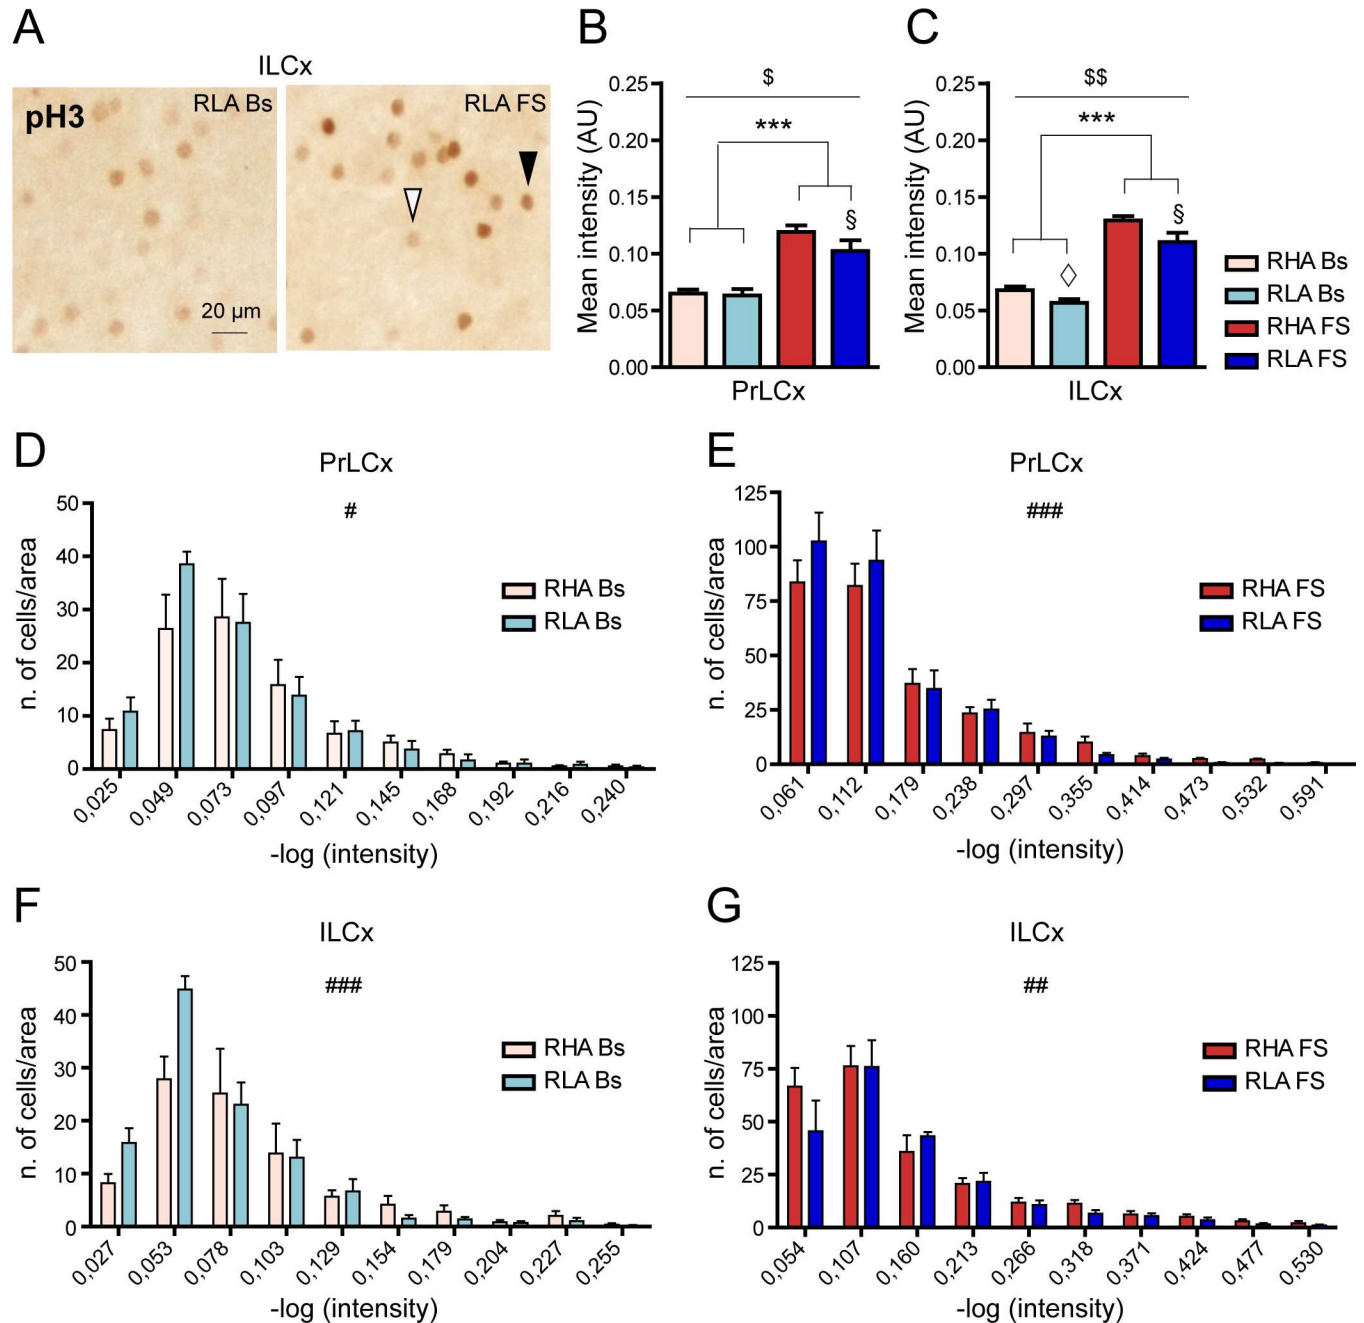 A
ILCx
pH3
RLA Bs
20 µm
RLA FS
B
$
***
§
Mean intensity (AU)
0.25
0.20
0.15
0.10
0.05
0.00
PrLCx
C
$$
***
§
◊
Mean intensity (AU)
0.25
0.20
0.15
0.10
0.05
0.00
ILCx
RHA Bs
RLA Bs
RHA FS
RLA FS
D
PrLCx
#
n. of cells/area
50
40
30
20
10
0
RHA Bs
RLA Bs
0,025
0,049
0,073
0,097
0,121
0,145
0,168
0,192
0,216
0,240
-log (intensity)
E
PrLCx
###
n. of cells/area
125
100
75
50
25
0
RHA FS
RLA FS
0,061
0,112
0,179
0,238
0,297
0,355
0,414
0,473
0,532
0,591
-log (intensity)
F
ILCx
###
n. of cells/area
50
40
30
20
10
0
RHA Bs
RLA Bs
0,027
0,053
0,078
0,103
0,129
0,154
0,179
0,204
0,227
0,255
-log (intensity)
G
ILCx
##
n. of cells/area
125
100
75
50
25
0
RHA FS
RLA FS
0,054
0,107
0,160
0,213
0,266
0,318
0,371
0,424
0,477
0,530
-log (intensity)